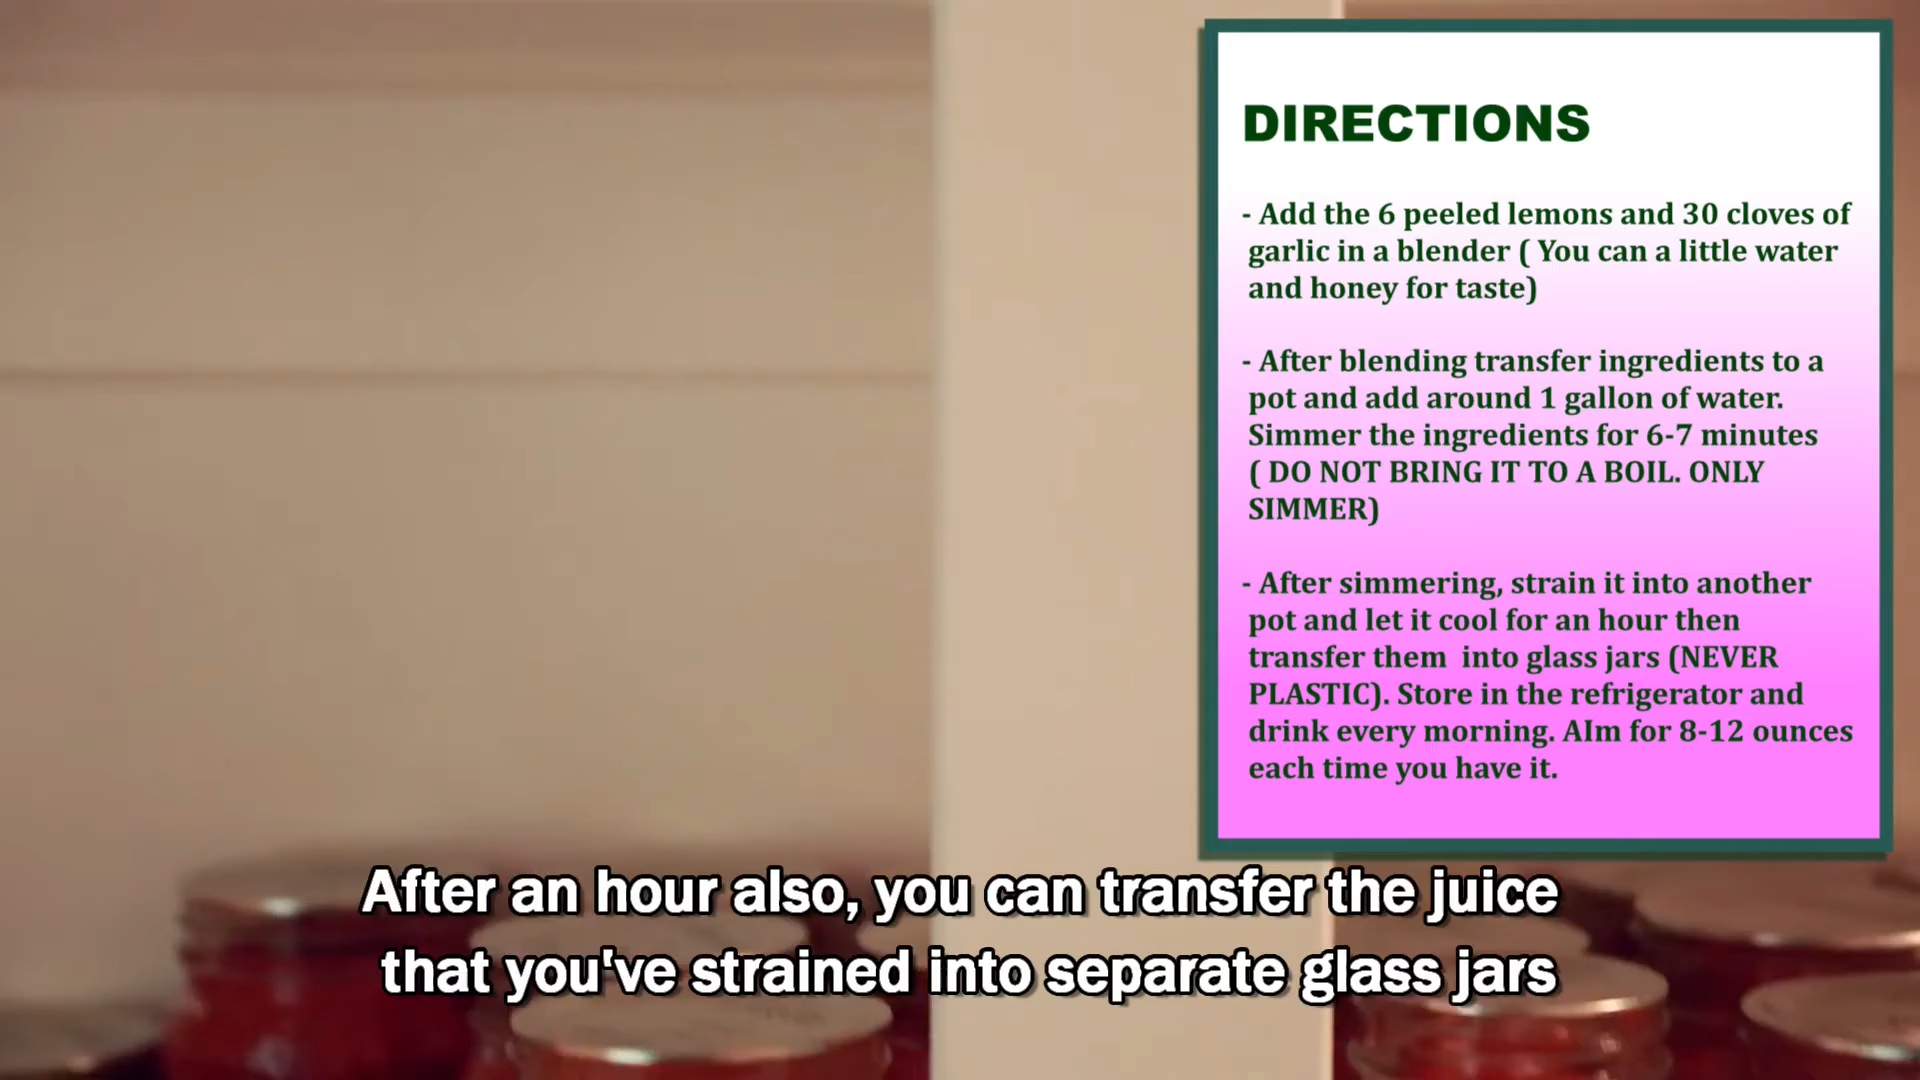 DIRECTIONS
- Add the 6 peeled lemons and 30 cloves of
garlic in a blender ( You can a little water
and honey for taste)
- After blending transfer ingredients to a
pot and add around 1 gallon of water.
Simmer the ingredients for 6-7 minutes
( DO NOT BRING IT TO A BOIL. ONLY
SIMMER)
- After simmering, strain it into another
pot and let it cool for an hour then
transfer them  into glass jars (NEVER
PLASTIC). Store in the refrigerator and
drink every morning. AIm for 8-12 ounces
each time you have it.
After an hour also, you can transfer the juice
that you've strained into separate glass jars